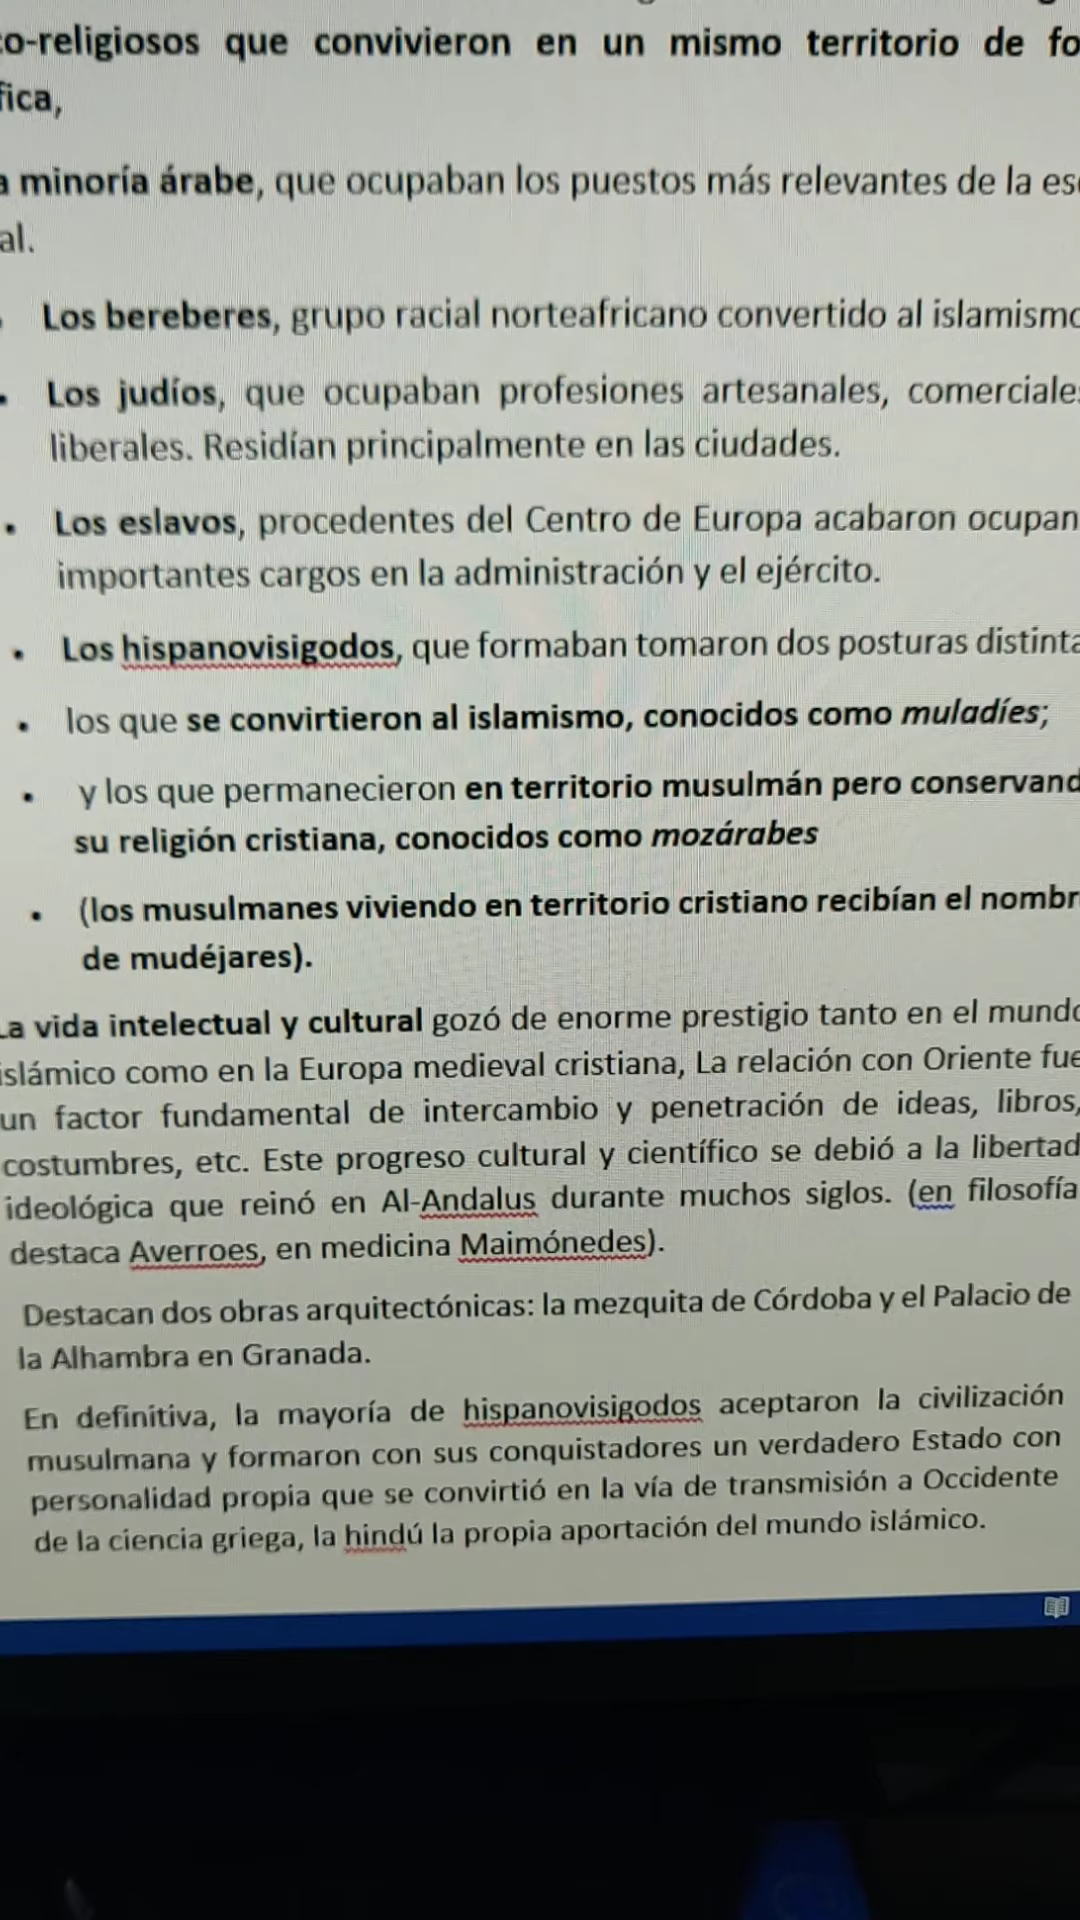 co-religiosos que convivieron en un mismo territorio de fo
fica,
a minoría árabe, que ocupaban los puestos más relevantes de la es
al.
Los bereberes, grupo racial norteafricano convertido al islamismo
• Los judíos, que ocupaban profesiones artesanales, comerciales
liberales. Residían principalmente en las ciudades.
• Los eslavos, procedentes del Centro de Europa acabaron ocupan
importantes cargos en la administración y el ejército.
• Los hispanovisigodos, que formaban tomaron dos posturas distinta
• los que se convirtieron al islamismo, conocidos como muladíes;
• y los que permanecieron en territorio musulmán pero conservand
su religión cristiana, conocidos como mozárabes
• (los musulmanes viviendo en territorio cristiano recibían el nombr
de mudéjares).
La vida intelectual y cultural gozó de enorme prestigio tanto en el mundo
islámico como en la Europa medieval cristiana, La relación con Oriente fue
un factor fundamental de intercambio y penetración de ideas, libros,
costumbres, etc. Este progreso cultural y científico se debió a la libertad
ideológica que reinó en Al-Andalus durante muchos siglos. (en filosofía
destaca Averroes, en medicina Maimónedes).
Destacan dos obras arquitectónicas: la mezquita de Córdoba y el Palacio de
la Alhambra en Granada.
En definitiva, la mayoría de hispanovisigodos aceptaron la civilización
musulmana y formaron con sus conquistadores un verdadero Estado con
personalidad propia que se convirtió en la vía de transmisión a Occidente
de la ciencia griega, la hindú la propia aportación del mundo islámico.